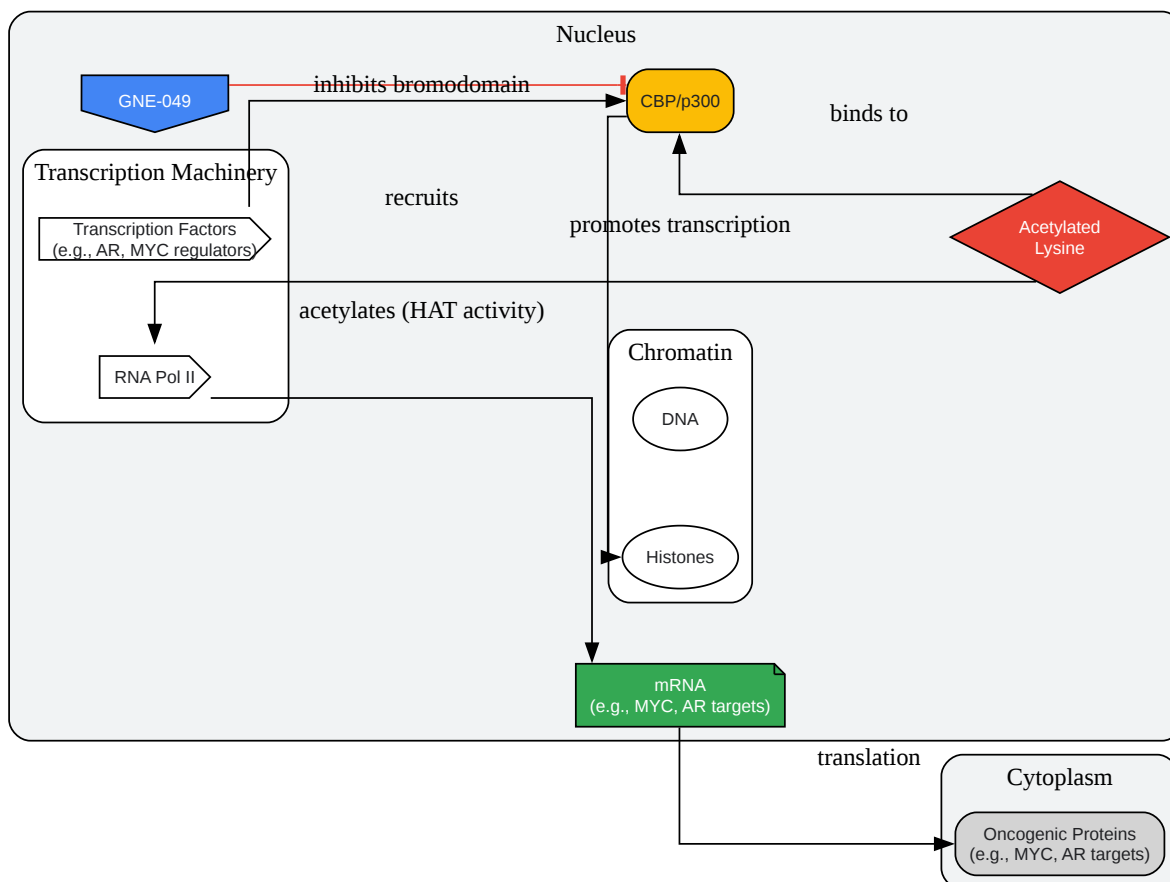 Nucleus
inhibits bromodomain
GNE-049
CBP/p300
binds to
Transcription Machinery
recruits
Transcription Factors
(e.g., AR, MYC regulators)
promotes transcription
Acetylated
Lysine
acetylates (HAT activity)
Chromatin
RNA Pol II
DNA
Histones
mRNA
(e.g., MYC, AR targets)
translation
Cytoplasm
Oncogenic Proteins
(e.g., MYC, AR targets)